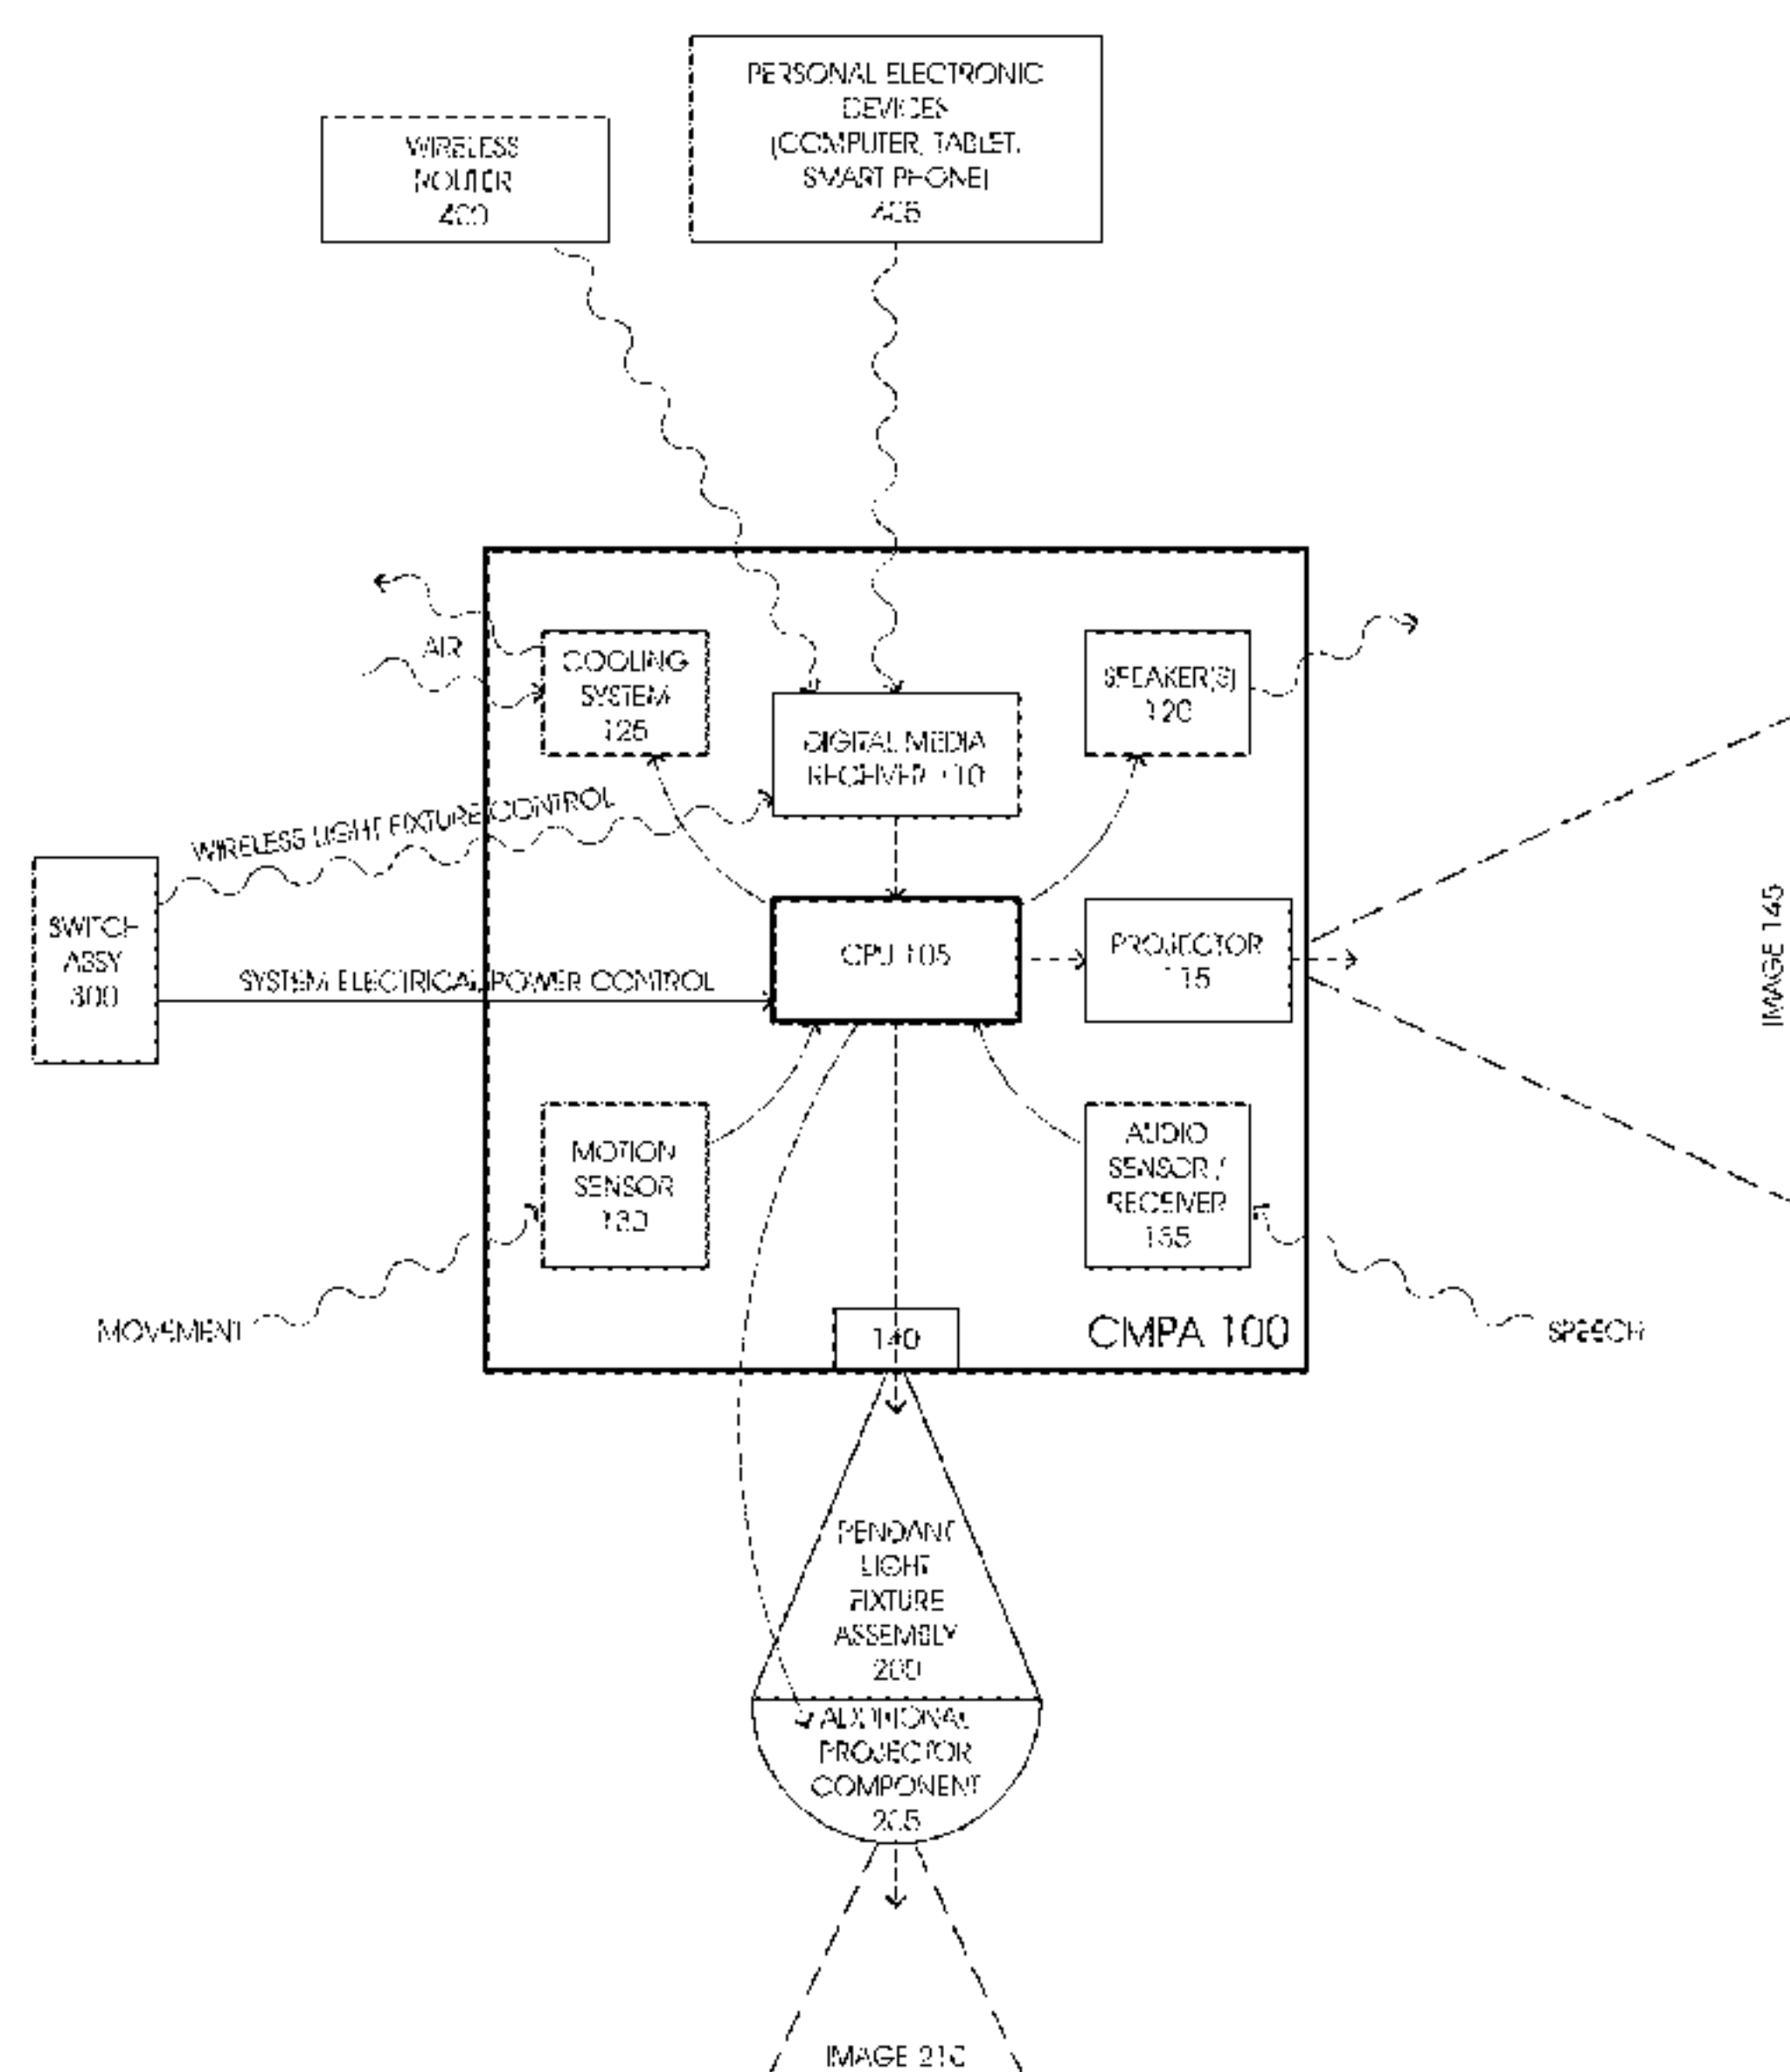 PERSONAL ELECTRONIC
DEVICES
(COMPUTER, TABLET,
SMART PHONE)
405
WIRELESS
ROUTER
400
AIR
COOLING
SYSTEM
125
SPEAKER(S)
120
DIGITAL MEDIA
RECEIVER 110
WIRELESS LIGHT FIXTURE CONTROL
SWITCH
ASSY
300
SYSTEM ELECTRICAL POWER CONTROL
CPU 105
PROJECTOR
115
IMAGE 145
MOTION
SENSOR
130
AUDIO
SENSOR /
RECEIVER
135
MOVEMENT
140
CMPA 100
SPEECH
PENDANT
LIGHT
FIXTURE
ASSEMBLY
200
ADDITIONAL
PROJECTOR
COMPONENT
205
IMAGE 210